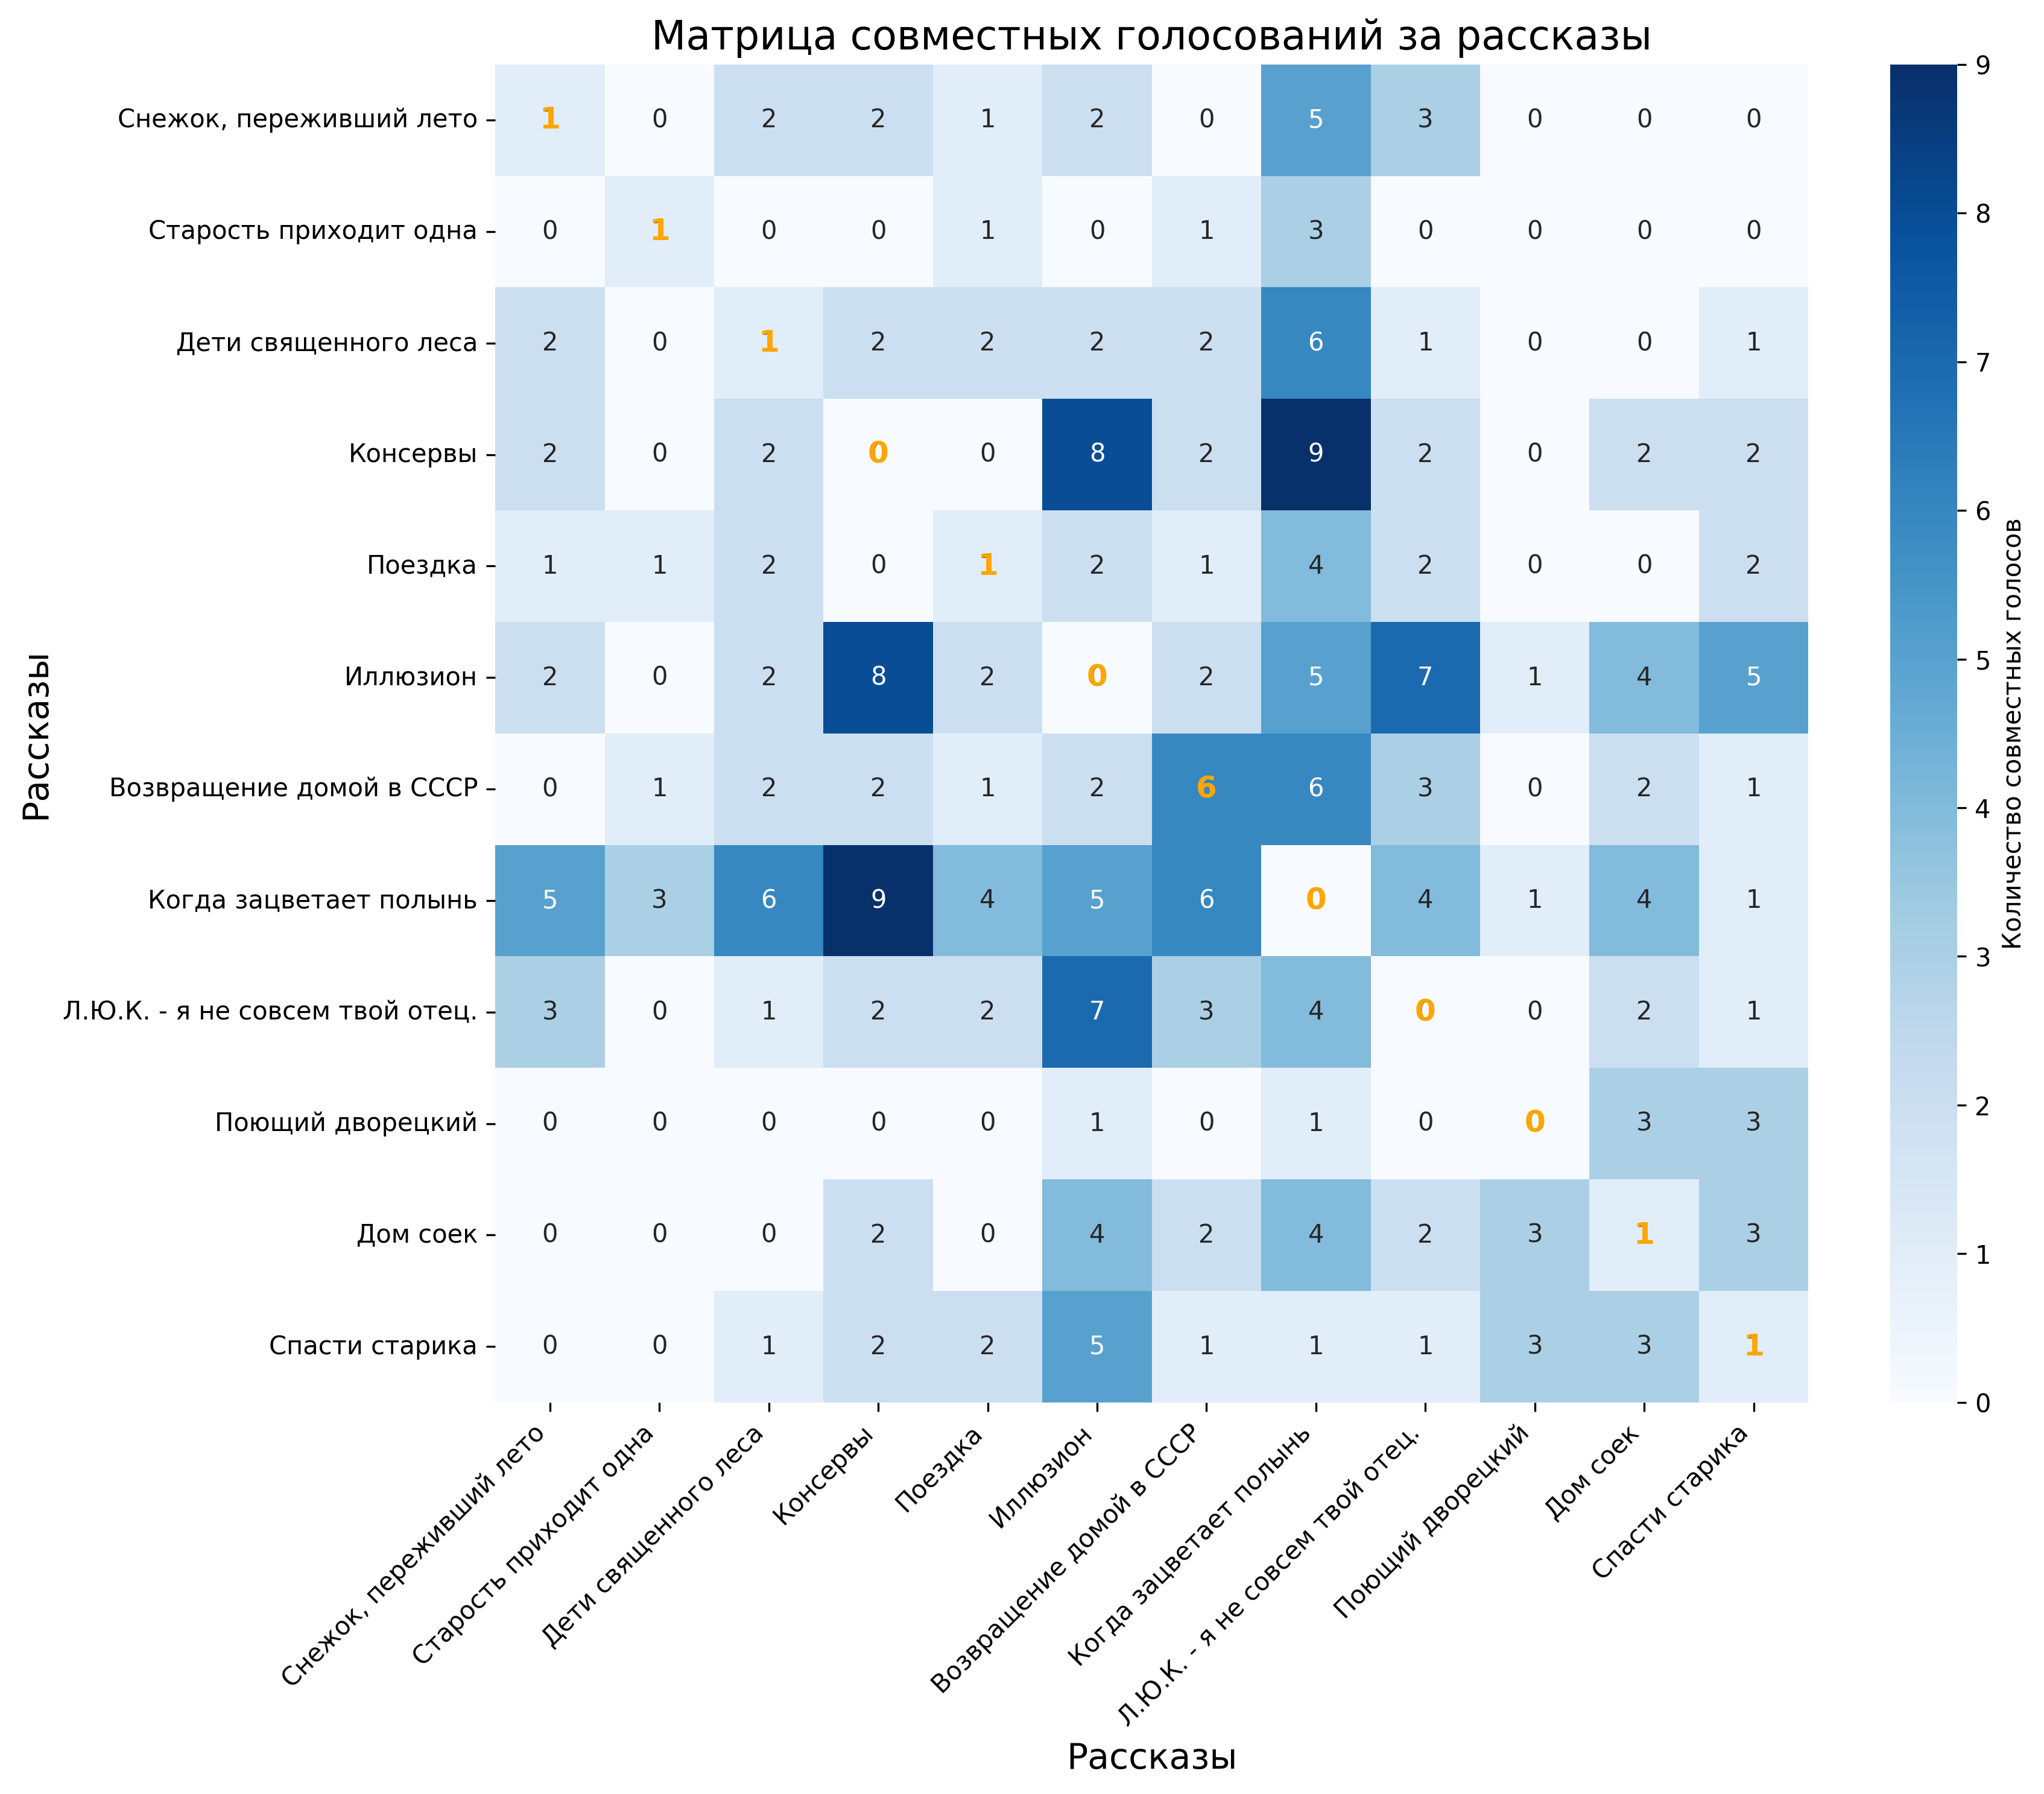 Матрица совместных голосований за рассказы
Снежок, переживший лето 1 0 2 2 1 2 0 5 3 0 0 0
Старость приходит одна 0 1 0 0 1 0 1 3 0 0 0 0
Дети священного леса 2 0 1 2 2 2 2 6 1 0 0 1
Консервы 2 0 2 0 0 8 2 9 2 0 2 2
Поездка 1 1 2 0 1 2 1 4 2 0 0 2
Иллюзион 2 0 2 8 2 0 2 5 7 1 4 5
Возвращение домой в СССР 0 1 2 2 1 2 6 6 3 0 2 1
Когда зацветает полынь 5 3 6 9 4 5 6 0 4 1 4 1
Л.Ю.К. - я не совсем твой отец. 3 0 1 2 2 7 3 4 0 0 2 1
Поющий дворецкий 0 0 0 0 0 1 0 1 0 0 3 3
Дом соек 0 0 0 2 0 4 2 4 2 3 1 3
Спасти старика 0 0 1 2 2 5 1 1 1 3 3 1
Рассказы
Снежок, переживший лето
Старость приходит одна
Дети священного леса
Консервы
Поездка
Иллюзион
Возвращение домой в СССР
Когда зацветает полынь
Л.Ю.К. - я не совсем твой отец.
Поющий дворецкий
Дом соек
Спасти старика
Рассказы
9
8
7
6
5
4
3
2
1
0
Количество совместных голосов